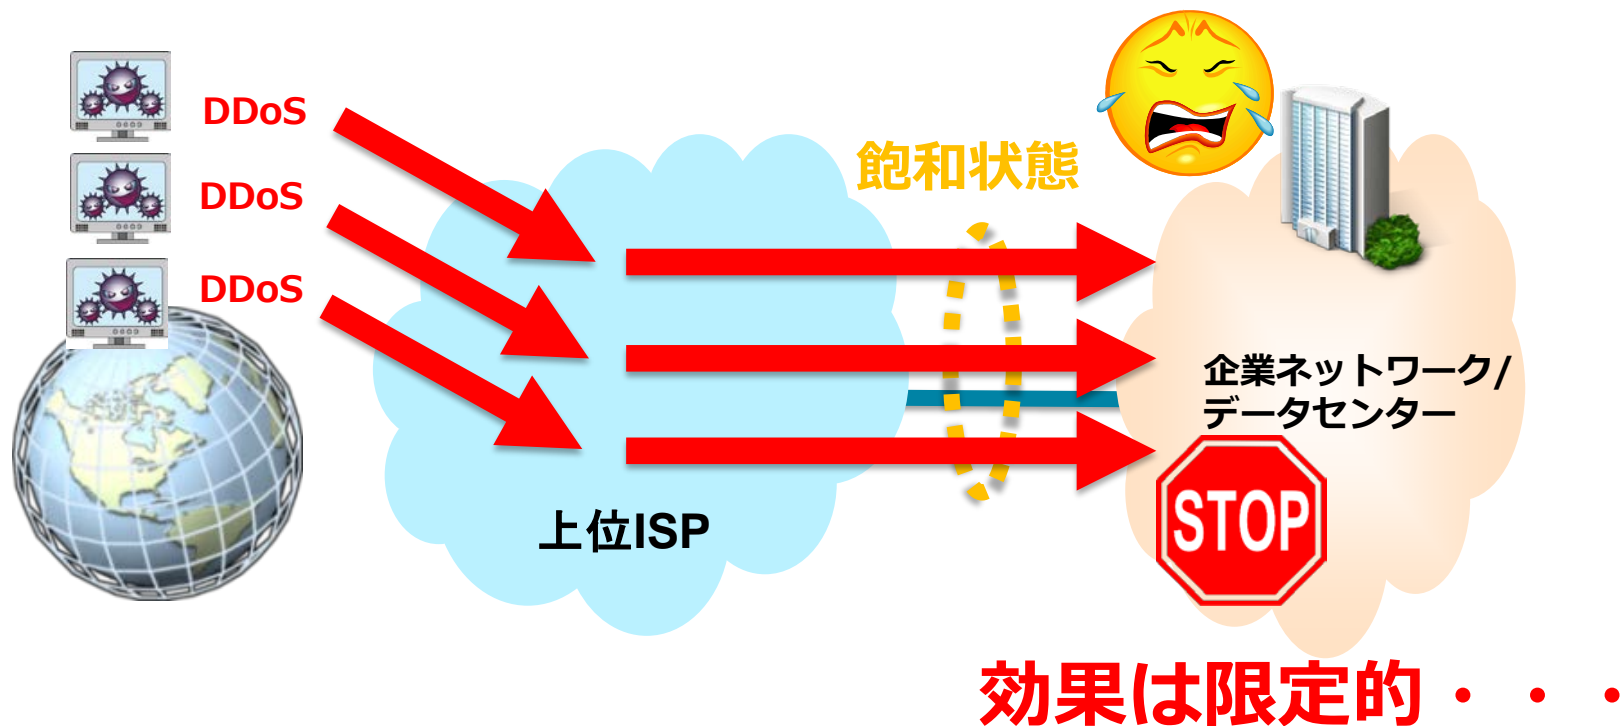 DDoS
DDoS
DDoS
飽和状態
企業ネットワーク/
データセンター
上位ISP
STOP
効果は限定的・・・